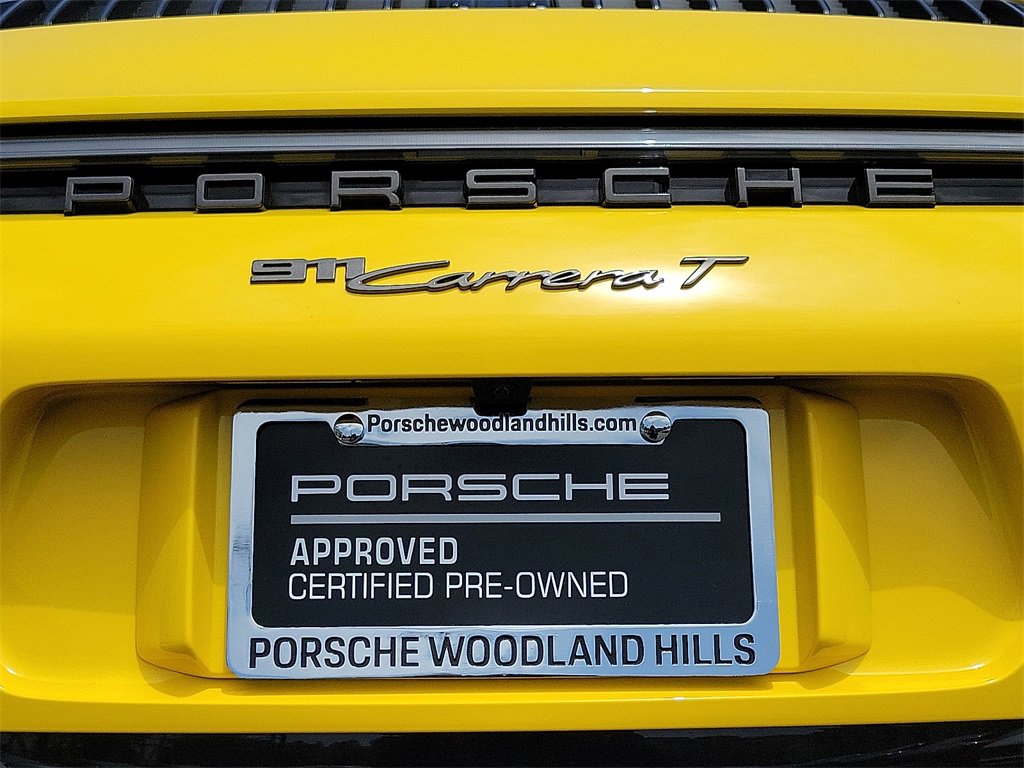 PORSCHE
911 Carrera T
Porschewoodlandhills.com
PORSCHE
APPROVED
CERTIFIED PRE-OWNED
PORSCHE WOODLAND HILLS